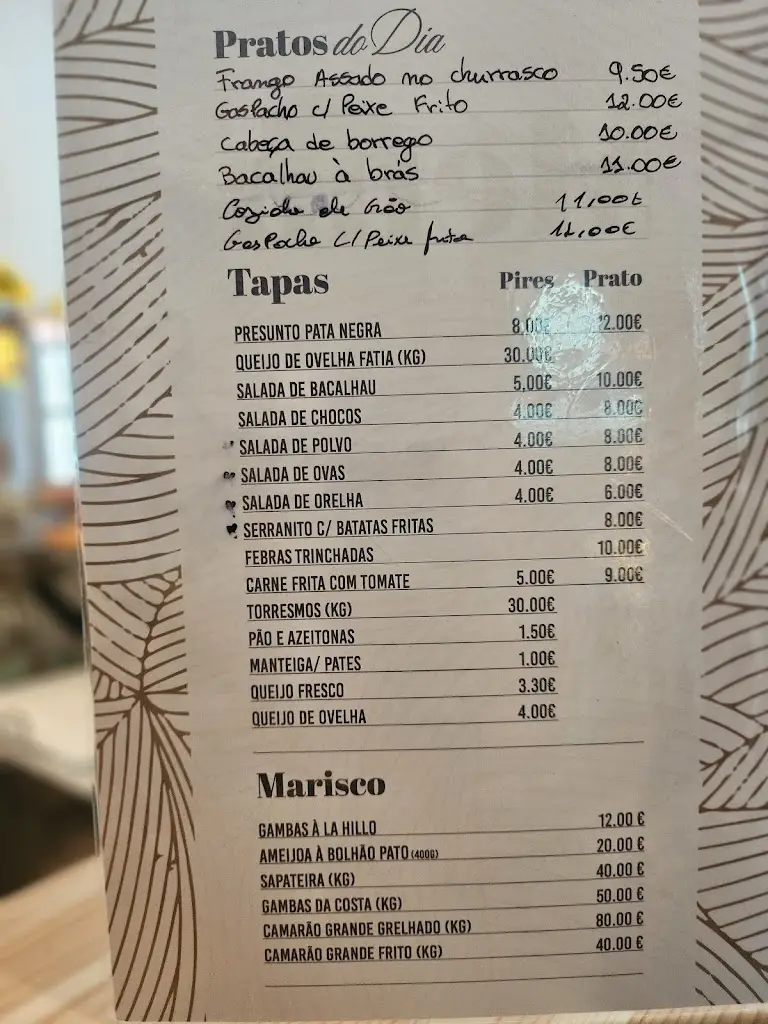 Pratos do Dia
Frango Assado no churrasco 9.50€
Gaspacho c/ Peixe Frito 12.00€
Cabeça de borrego 10.00€
Bacalhau à brás 11.00€
Cozido de Grão 11,00€
Gaspacho C/ Peixe frito 11,00€
Tapas Pires Prato
PRESUNTO PATA NEGRA 8.00€ 12.00€
QUEIJO DE OVELHA FATIA (KG) 30.00€
SALADA DE BACALHAU 5,00€ 10.00€
SALADA DE CHOCOS 4.00€ 8.00€
SALADA DE POLVO 4.00€ 8.00€
SALADA DE OVAS 4.00€ 8.00€
SALADA DE ORELHA 4.00€ 6.00€
SERRANITO C/ BATATAS FRITAS 8.00€
FEBRAS TRINCHADAS 10.00€
CARNE FRITA COM TOMATE 5.00€ 9.00€
TORRESMOS (KG) 30.00€
PÃO E AZEITONAS 1.50€
MANTEIGA/ PATES 1.00€
QUEIJO FRESCO 3.30€
QUEIJO DE OVELHA 4.00€
Marisco
GAMBAS À LA HILLO 12.00 €
AMEIJOA À BOLHÃO PATO (400G) 20.00 €
SAPATEIRA (KG) 40.00 €
GAMBAS DA COSTA (KG) 50.00 €
CAMARÃO GRANDE GRELHADO (KG) 80.00 €
CAMARÃO GRANDE FRITO (KG) 40.00 €